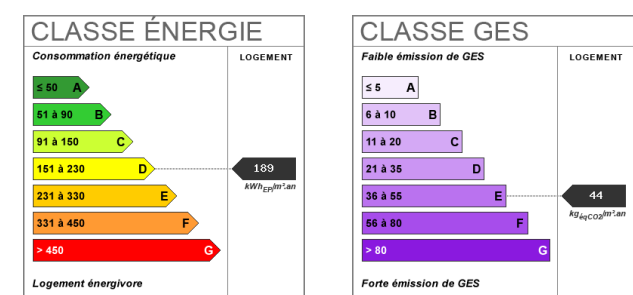 CLASSE ÉNERGIE
Consommation énergétique
LOGEMENT
≤ 50 A
51 à 90 B
91 à 150 C
151 à 230 D
189
kWhEP/m².an
231 à 330 E
331 à 450 F
> 450 G
Logement énergivore
CLASSE GES
Faible émission de GES
LOGEMENT
≤ 5 A
6 à 10 B
11 à 20 C
21 à 35 D
36 à 55 E
44
kgéqCO2/m².an
56 à 80 F
> 80 G
Forte émission de GES